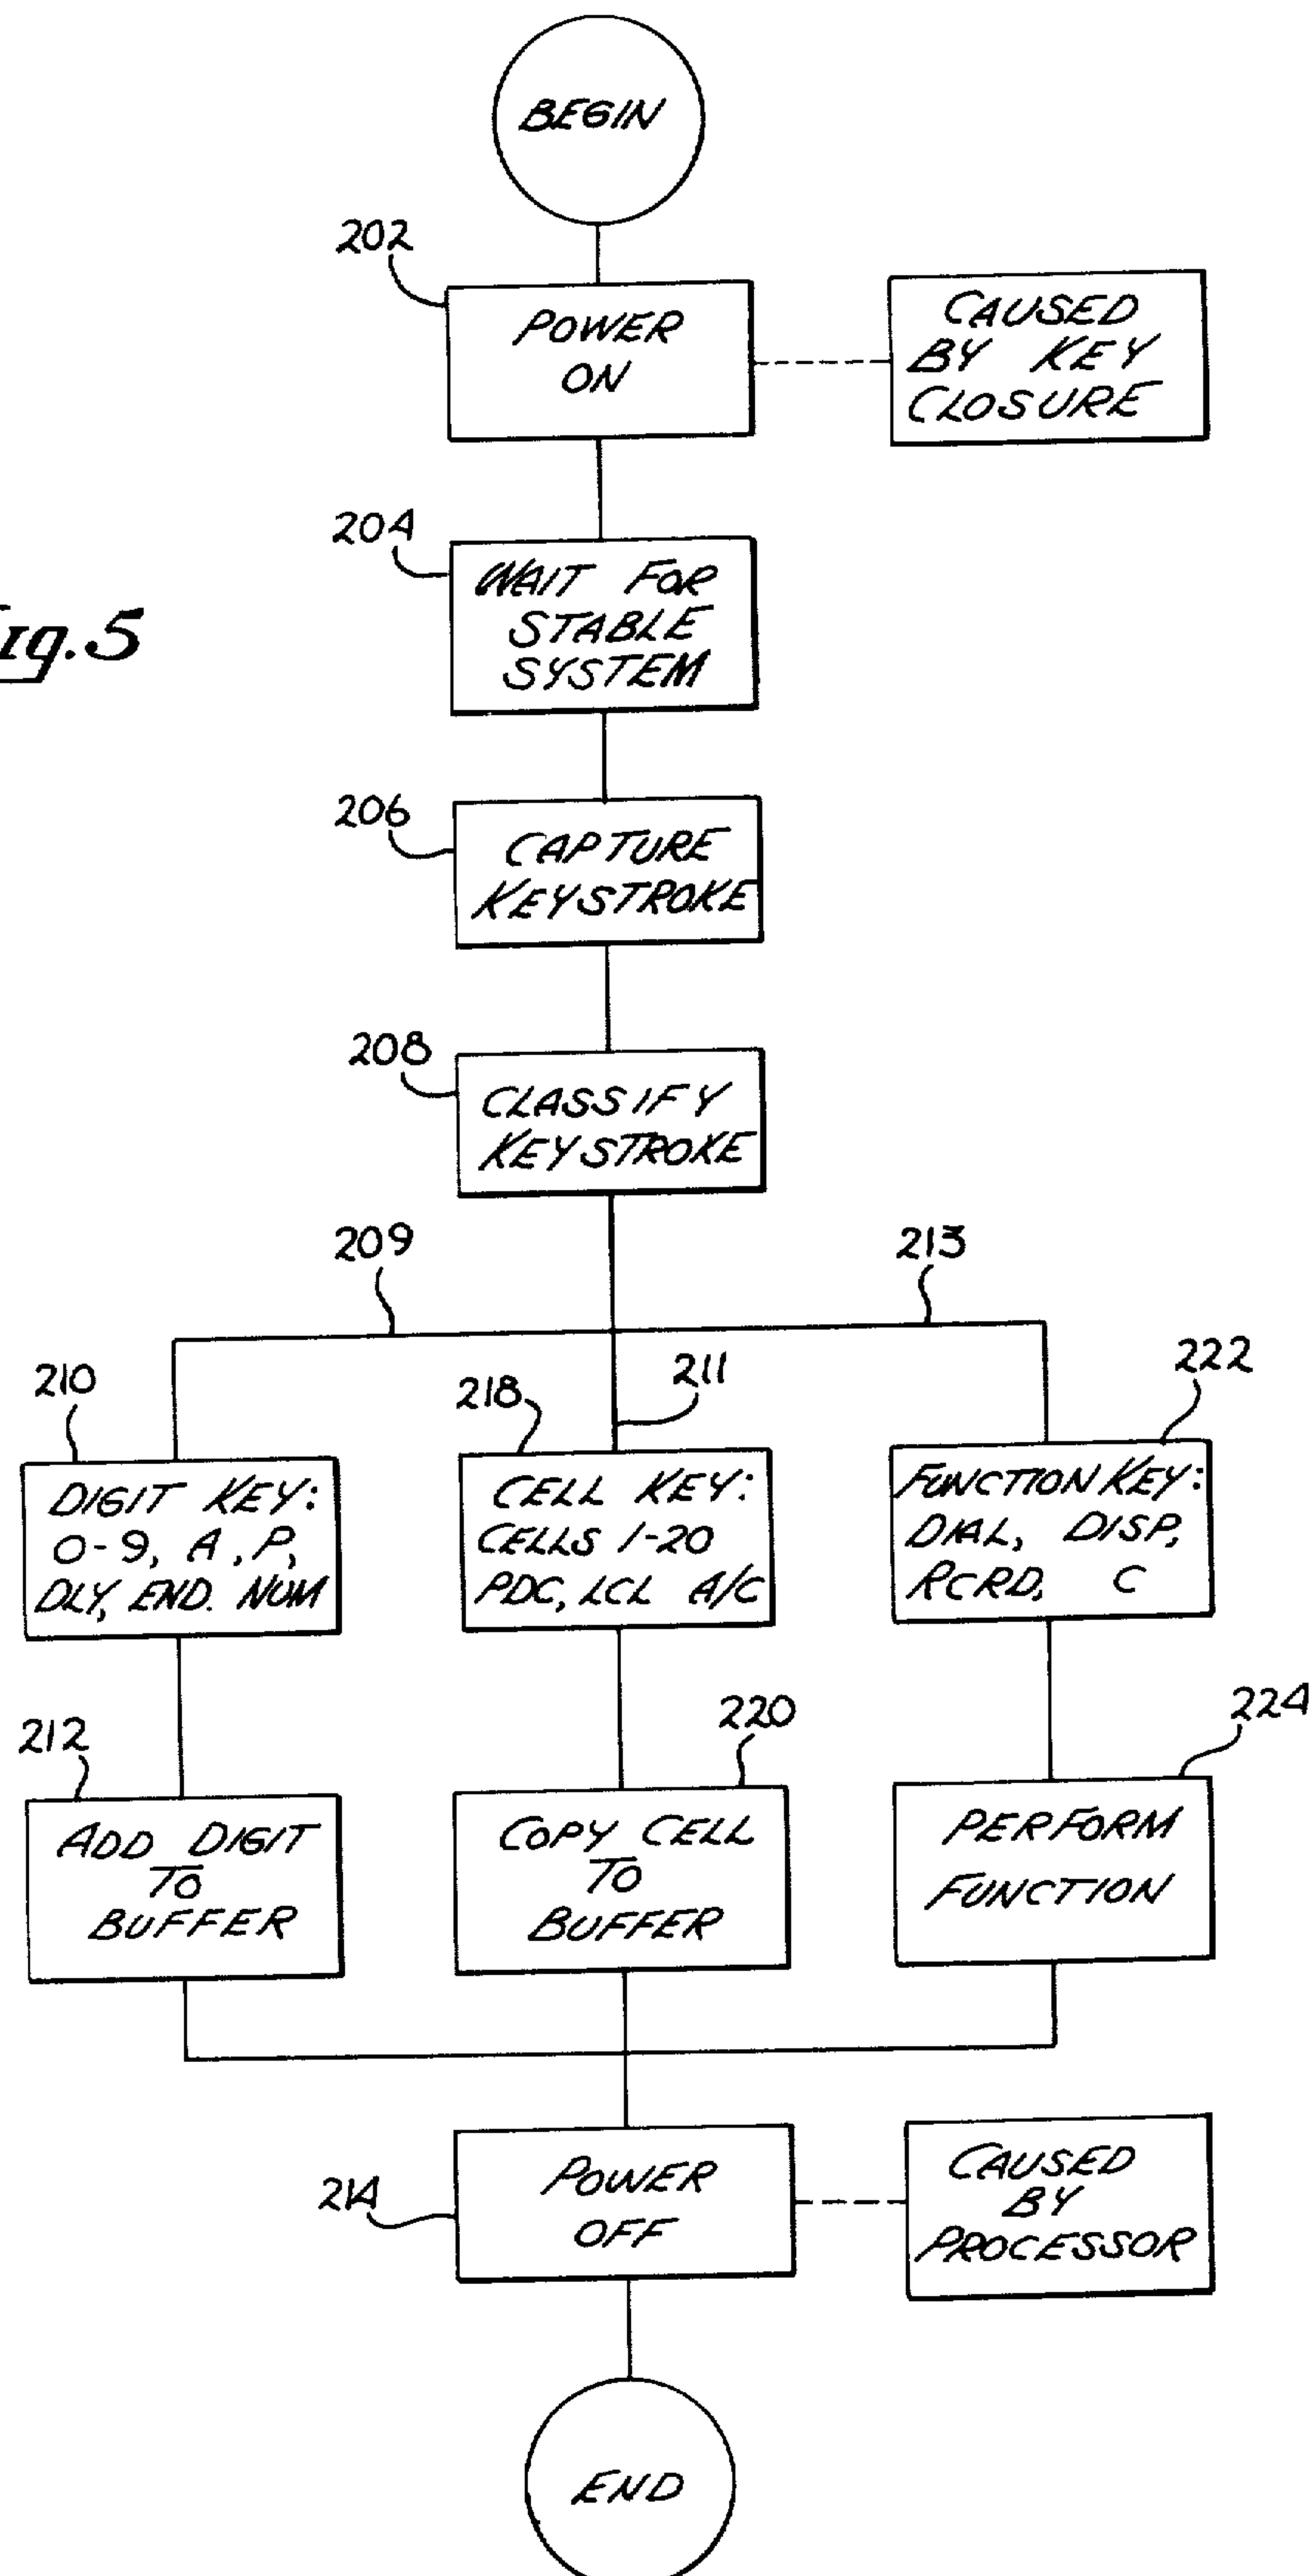 BEGIN
202
POWER
ON
CAUSED
BY KEY
CLOSURE
204
WAIT FOR
STABLE
SYSTEM
ig.5
206
CAPTURE
KEYSTROKE
208
CLASSIFY
KEYSTROKE
209
213
210
218
211
222
DIGIT KEY:
0-9, A, P,
DLY, END. NUM
CELL KEY:
CELLS 1-20
PDC, LCL A/C
FUNCTION KEY:
DIAL, DISP,
RCRD, C
212
220
224
ADD DIGIT
TO
BUFFER
COPY CELL
TO
BUFFER
PERFORM
FUNCTION
214
POWER
OFF
CAUSED
BY
PROCESSOR
END